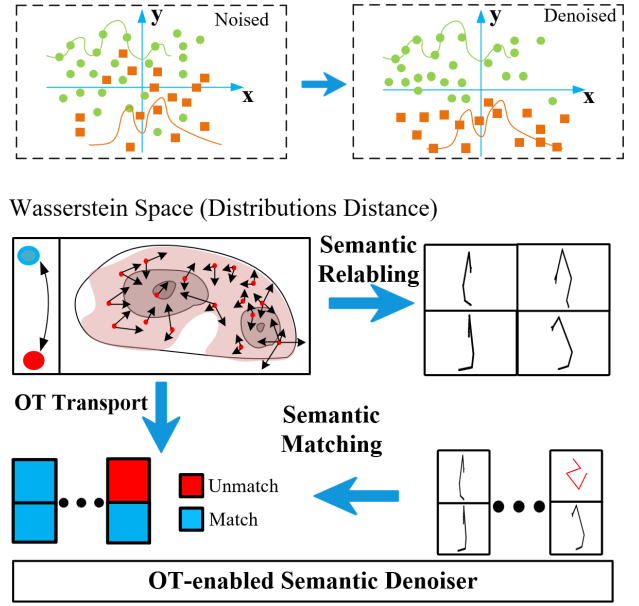 Noised
y
x
Denoised
y
x
Wasserstein Space (Distributions Distance)
Semantic
Relabling
OT Transport
Semantic
Matching
Unmatch
Match
OT-enabled Semantic Denoiser